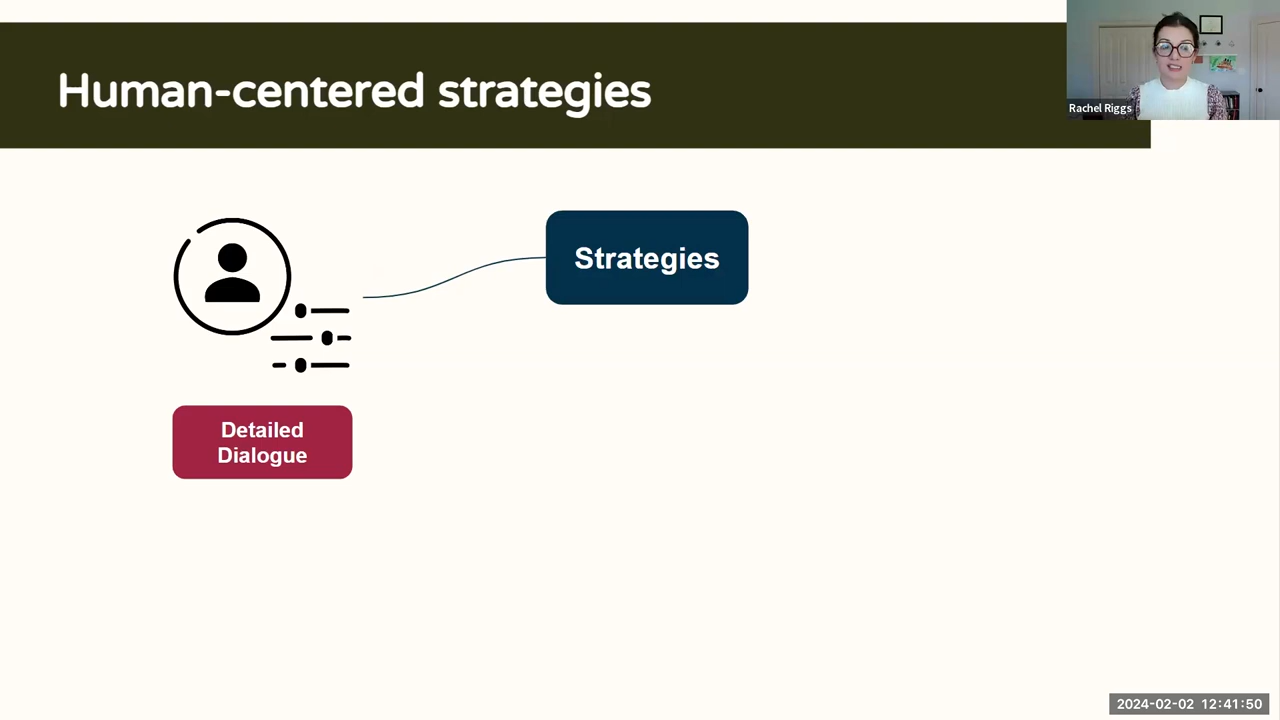 Human-centered strategies
Rachel Riggs
Strategies
Detailed
Dialogue
2024-02-02 12:41:50